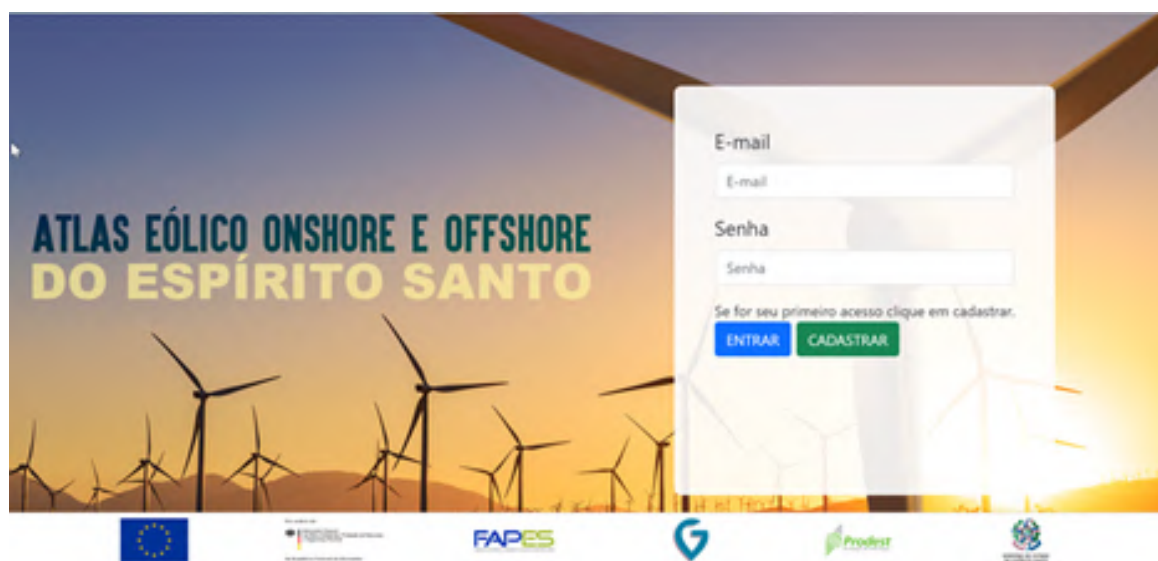 ATLAS EÓLICO ONSHORE E OFFSHORE
DO ESPÍRITO SANTO
E-mail
E-mail
Senha
Senha
Se for seu primeiro acesso clique em cadastrar.
ENTRAR CADASTRAR
FAPES
G
Prodest